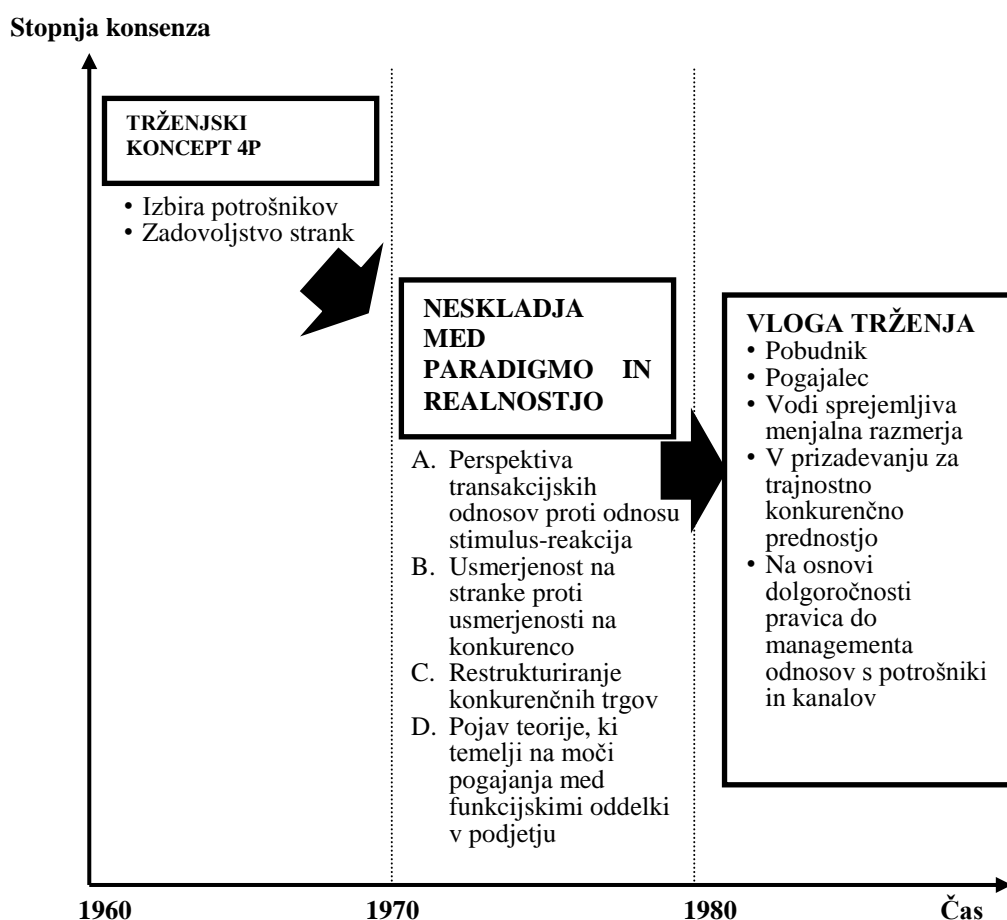 Stopnja konsenza
TRŽENJSKI
KONCEPT 4P
• Izbira potrošnikov
• Zadovoljstvo strank
NESKLADJA
MED
PARADIGMO IN
REALNOSTJO
A. Perspektiva
transakcijskih
odnosov proti odnosu
stimulus-reakcija
B. Usmerjenost na
stranke proti
usmerjenosti na
konkurenco
C. Restrukturiranje
konkurenčnih trgov
D. Pojav teorije, ki
temelji na moči
pogajanja med
funkcijskimi oddelki
v podjetju
VLOGA TRŽENJA
• Pobudnik
• Pogajalec
• Vodi sprejemljiva
menjalna razmerja
• V prizadevanju za
trajnostno
konkurenčno
prednostjo
• Na osnovi
dolgoročnosti
pravica do
managementa
odnosov s potrošniki
in kanalov
1960 1970 1980 Čas